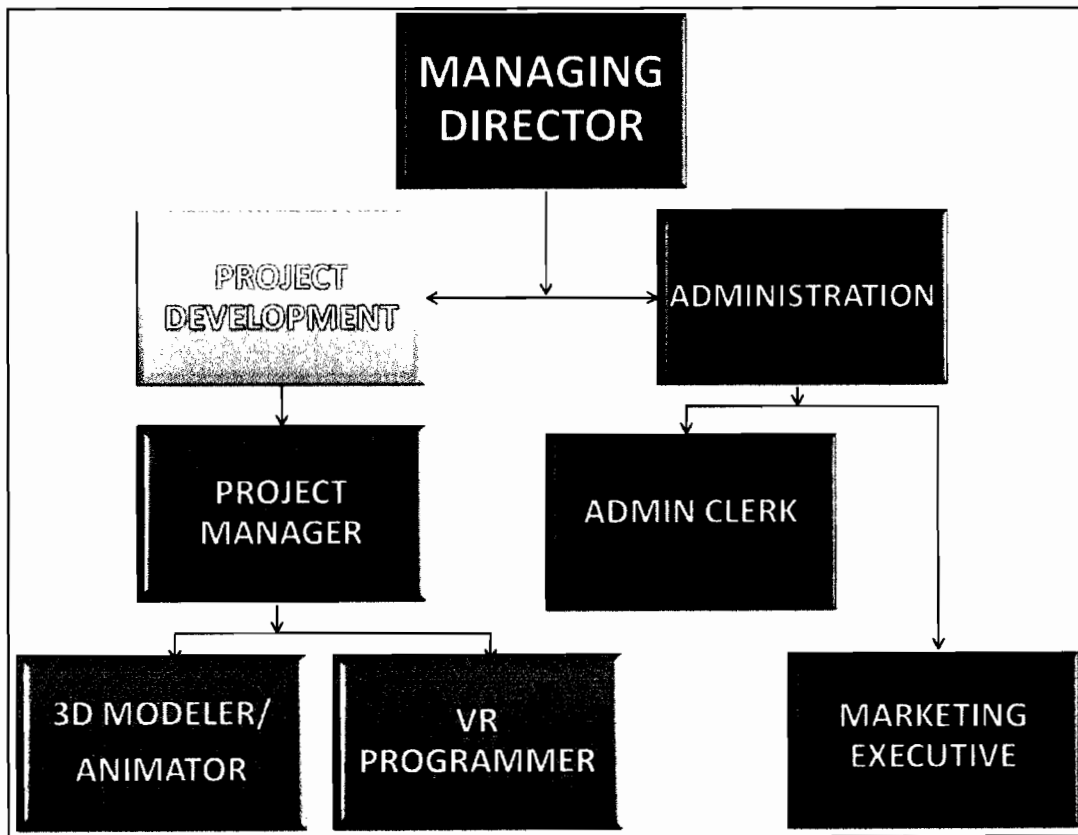 MANAGING
DIRECTOR
PROJECT
DEVELOPMENT
ADMINISTRATION
PROJECT
MANAGER
ADMIN CLERK
3D MODELER/
ANIMATOR
VR
PROGRAMMER
MARKETING
EXECUTIVE